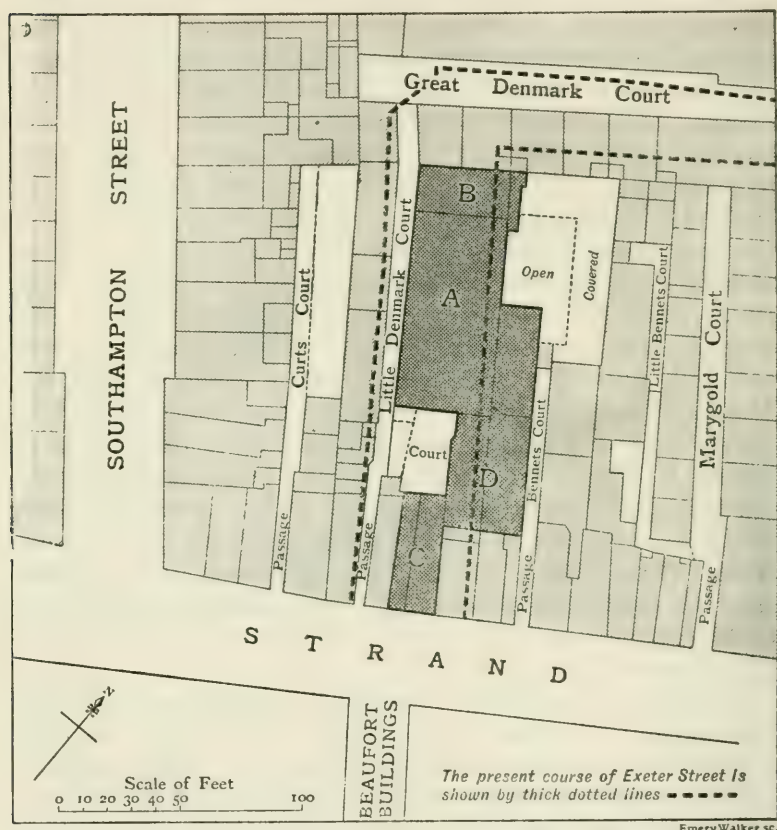 Great Denmark Court
SOUTHAMPTON STREET
B
Open
Covered
A
Curts Court
Little Denmark Court
Little Bennets Court
Marygold Court
Court
Bennets Court
D
C
Passage
Passage
Passage
Passage
STRAND
N
BEAUFORT
BUILDINGS
Scale of Feet
0 10 20 30 40 50 100
The present course of Exeter Street Is
shown by thick dotted lines
Emery Walker sc.